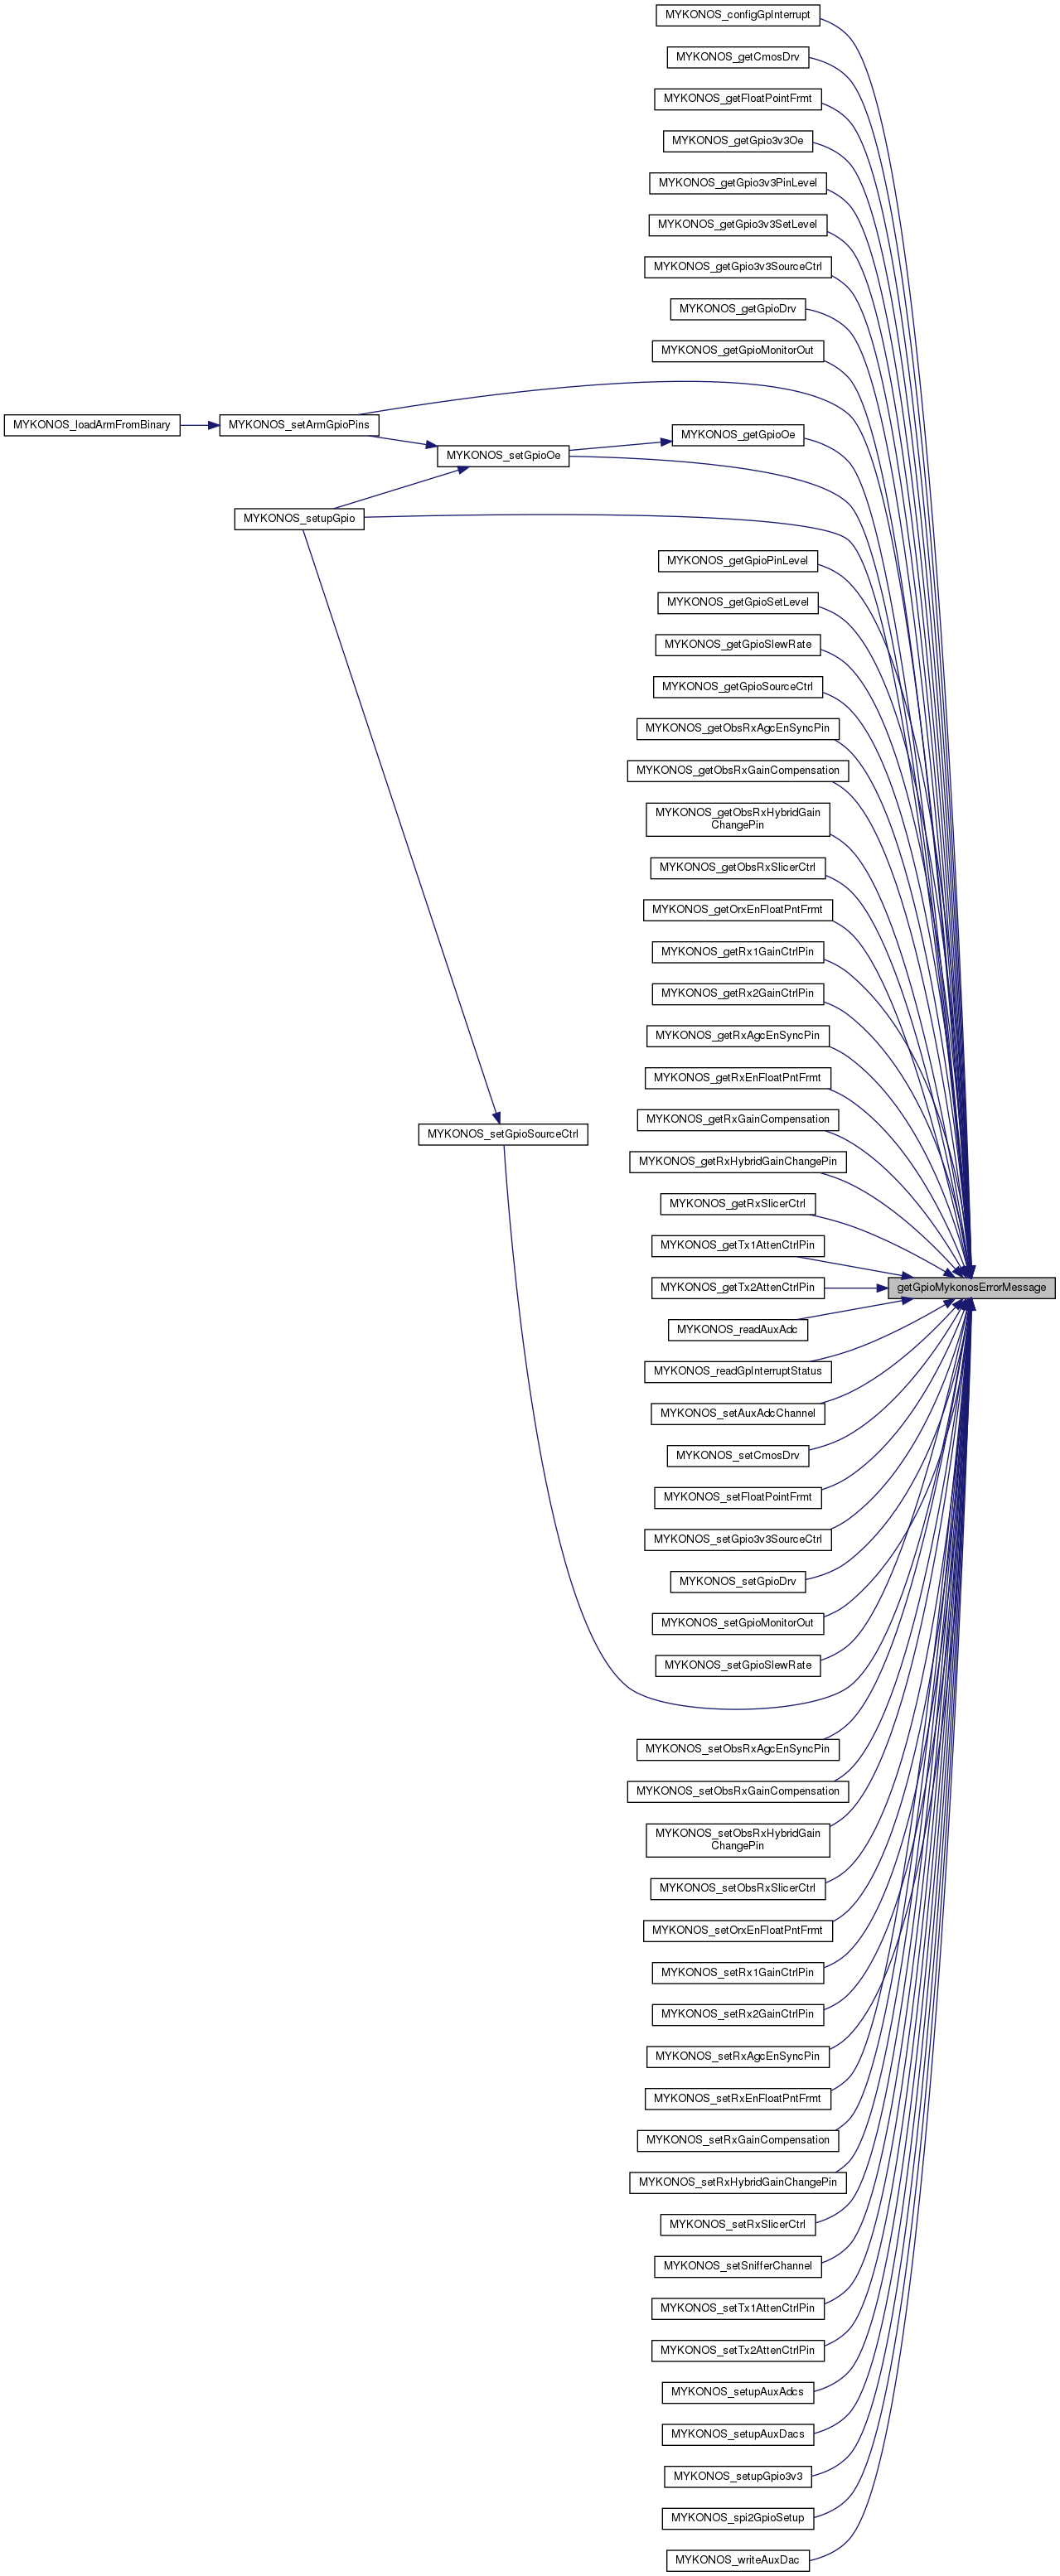 MYKONOS_configGpInterrupt
MYKONOS_getCmosDrv
MYKONOS_getFloatPointFrmt
MYKONOS_getGpio3v3Oe
MYKONOS_getGpio3v3PinLevel
MYKONOS_getGpio3v3SetLevel
MYKONOS_getGpio3v3SourceCtrl
MYKONOS_getGpioDrv
MYKONOS_getGpioMonitorOut
MYKONOS_loadArmFromBinary
MYKONOS_setArmGpioPins
MYKONOS_getGpioOe
MYKONOS_setGpioOe
MYKONOS_setupGpio
MYKONOS_getGpioPinLevel
MYKONOS_getGpioSetLevel
MYKONOS_getGpioSlewRate
MYKONOS_getGpioSourceCtrl
MYKONOS_getObsRxAgcEnSyncPin
MYKONOS_getObsRxGainCompensation
MYKONOS_getObsRxHybridGain
ChangePin
MYKONOS_getObsRxSlicerCtrl
MYKONOS_getOrxEnFloatPntFrmt
MYKONOS_getRx1GainCtrlPin
MYKONOS_getRx2GainCtrlPin
MYKONOS_getRxAgcEnSyncPin
MYKONOS_getRxEnFloatPntFrmt
MYKONOS_getRxGainCompensation
MYKONOS_setGpioSourceCtrl
MYKONOS_getRxHybridGainChangePin
MYKONOS_getRxSlicerCtrl
MYKONOS_getTx1AttenCtrlPin
MYKONOS_getTx2AttenCtrlPin
getGpioMykonosErrorMessage
MYKONOS_readAuxAdc
MYKONOS_readGpInterruptStatus
MYKONOS_setAuxAdcChannel
MYKONOS_setCmosDrv
MYKONOS_setFloatPointFrmt
MYKONOS_setGpio3v3SourceCtrl
MYKONOS_setGpioDrv
MYKONOS_setGpioMonitorOut
MYKONOS_setGpioSlewRate
MYKONOS_setObsRxAgcEnSyncPin
MYKONOS_setObsRxGainCompensation
MYKONOS_setObsRxHybridGain
ChangePin
MYKONOS_setObsRxSlicerCtrl
MYKONOS_setOrxEnFloatPntFrmt
MYKONOS_setRx1GainCtrlPin
MYKONOS_setRx2GainCtrlPin
MYKONOS_setRxAgcEnSyncPin
MYKONOS_setRxEnFloatPntFrmt
MYKONOS_setRxGainCompensation
MYKONOS_setRxHybridGainChangePin
MYKONOS_setRxSlicerCtrl
MYKONOS_setSnifferChannel
MYKONOS_setTx1AttenCtrlPin
MYKONOS_setTx2AttenCtrlPin
MYKONOS_setupAuxAdcs
MYKONOS_setupAuxDacs
MYKONOS_setupGpio3v3
MYKONOS_spi2GpioSetup
MYKONOS_writeAuxDac